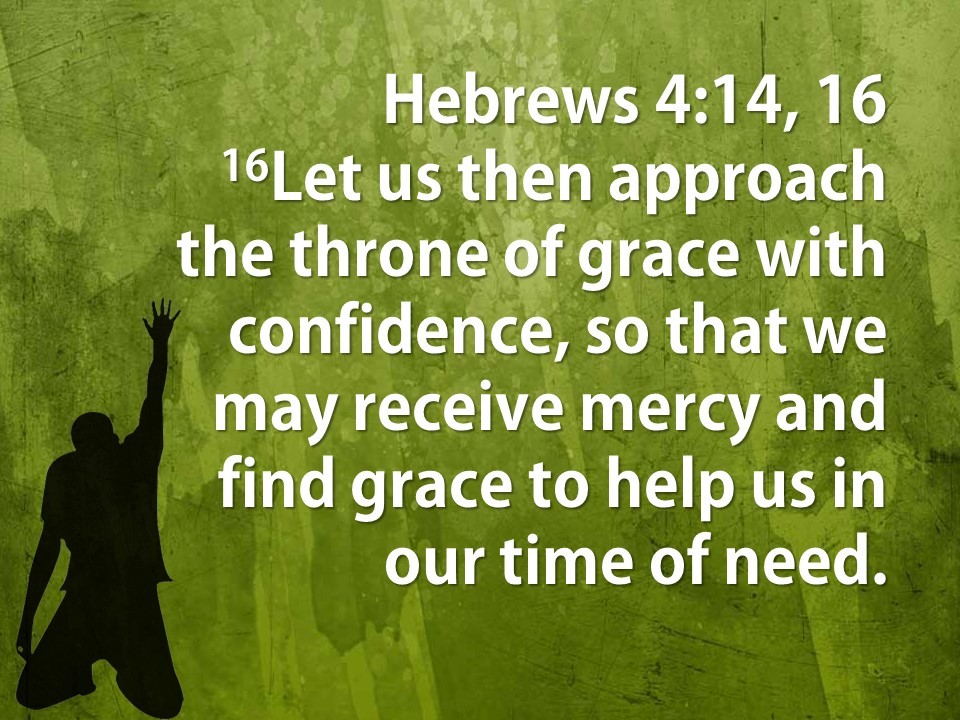 Hebrews 4:14, 16
16Let us then approach
the throne of grace with
confidence, so that we
may receive mercy and
find grace to help us in
our time of need.